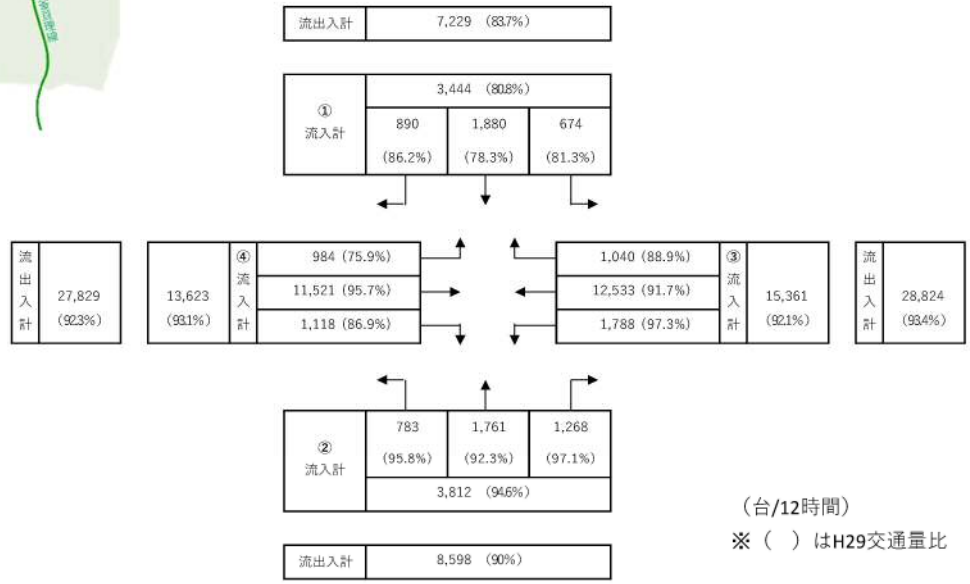 流出入計 7,229 (83.7%)
① 流入計
3,444 (80.8%)
890 1,880 674
(86.2%) (78.3%) (81.3%)
流出入計
27,829
(92.3%)
13,623
(93.1%)
④流入計
984 (75.9%)
11,521 (95.7%)
1,118 (86.9%)
1,040 (88.9%)
12,533 (91.7%)
1,788 (97.3%)
③流入計
15,361
(92.1%)
流出入計
28,824
(93.4%)
② 流入計
783 1,761 1,268
(95.8%) (92.3%) (97.1%)
3,812 (94.6%)
流出入計 8,598 (90%)
(台/12時間)
※( )はH29交通量比